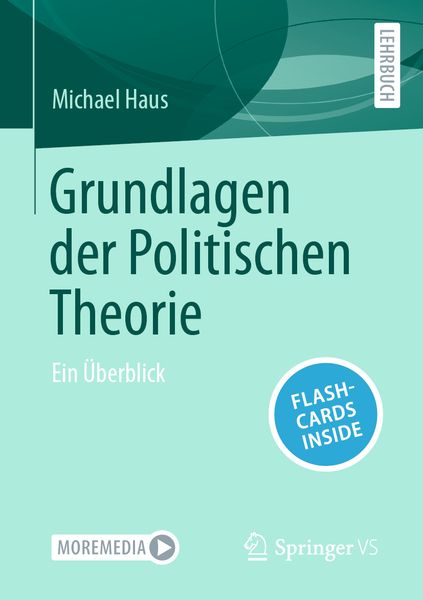 LEHRBUCH
Michael Haus
Grundlagen
der Politischen
Theorie
Ein Überblick
FLASH-
CARDS
INSIDE
MOREMEDIA
Springer VS